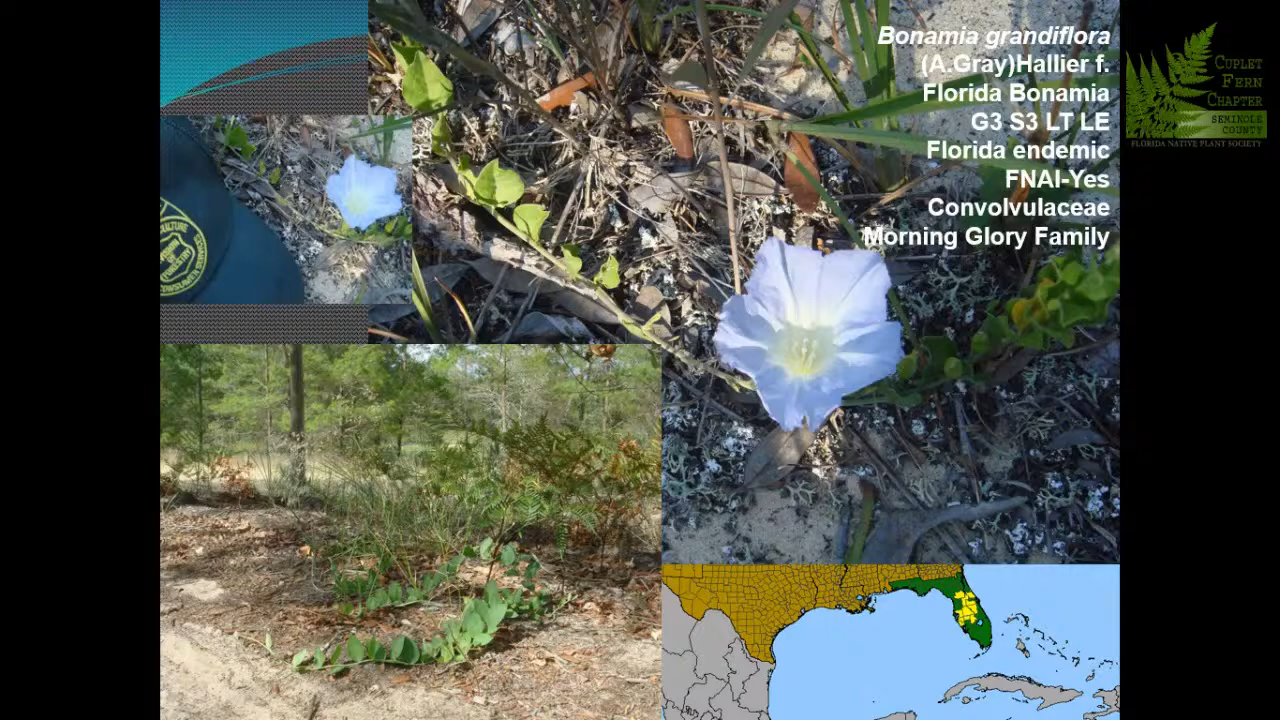 Bonamia grandiflora
(A.Gray)Hallier f.
Florida Bonamia
G3 S3 LT LE
Florida endemic
FNAI-Yes
Convolvulaceae
Morning Glory Family
CUPLET
FERN
CHAPTER
SEMINOLE
COUNTY
FLORIDA NATIVE PLANT SOCIETY